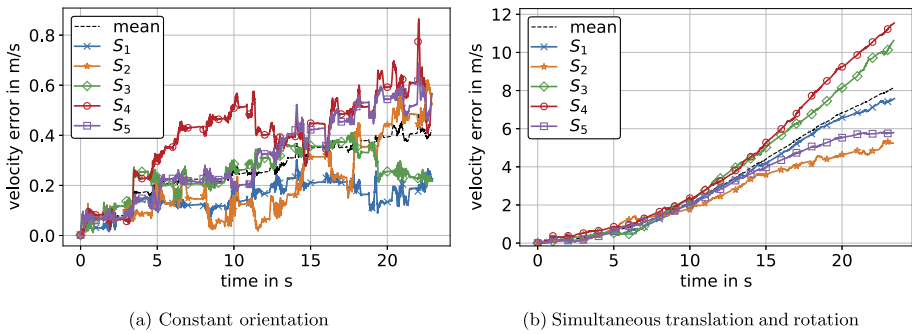 velocity error in m/s
0.8
0.6
0.4
0.2
0.0
mean
S1
S2
S3
S4
S5
0 5 10 15 20
time in s
(a) Constant orientation
velocity error in m/s
12
10
8
6
4
2
0
mean
S1
S2
S3
S4
S5
0 5 10 15 20
time in s
(b) Simultaneous translation and rotation